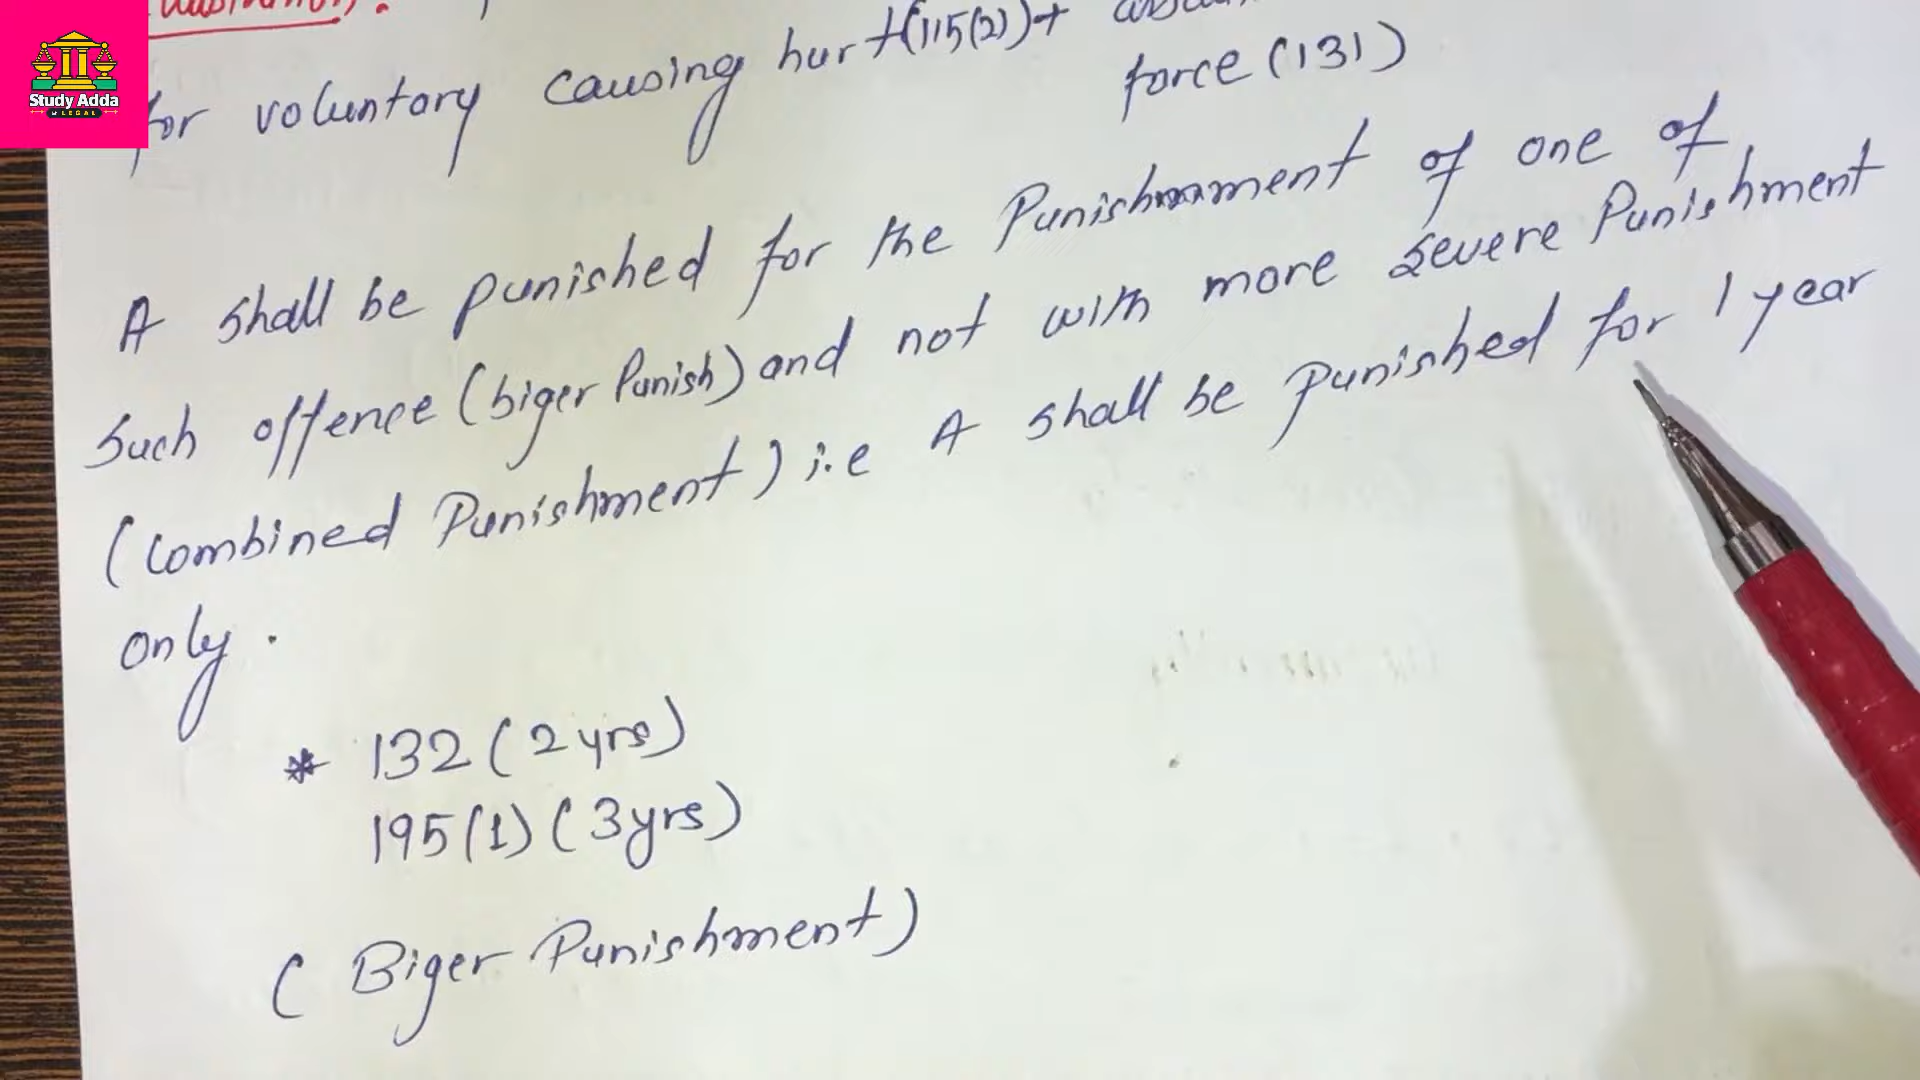 Study Adda
LEGAL
for voluntary causing hurt (115(2)) +
force (131)
A shall be punished for the Punishment of one of
Such offence (biger Punish) and not with more severe Punishment
(Combined Punishment) i.e A shall be Punished for 1 year
only.
* 132 (2 yrs)
195(1) (3yrs)
( Biger Punishment)